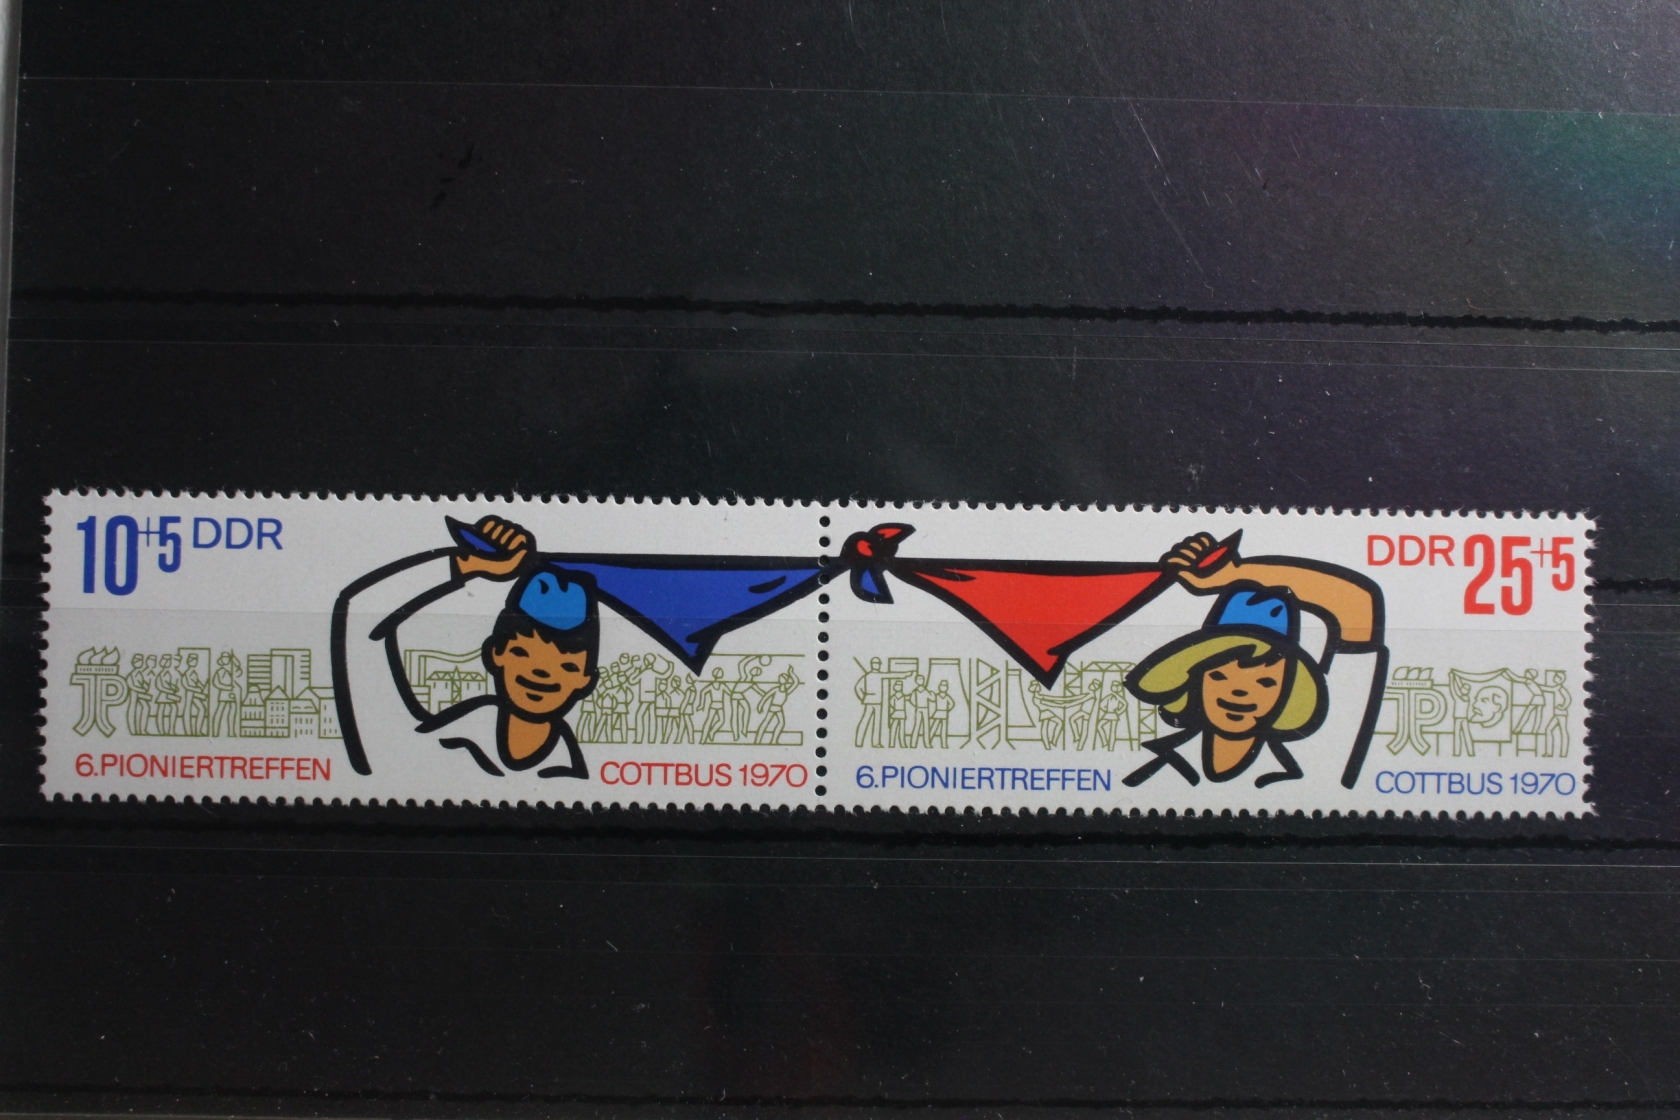 10+5 DDR
6.PIONIERTREFFEN
COTTBUS 1970
DDR 25+5
6.PIONIERTREFFEN
COTTBUS 1970